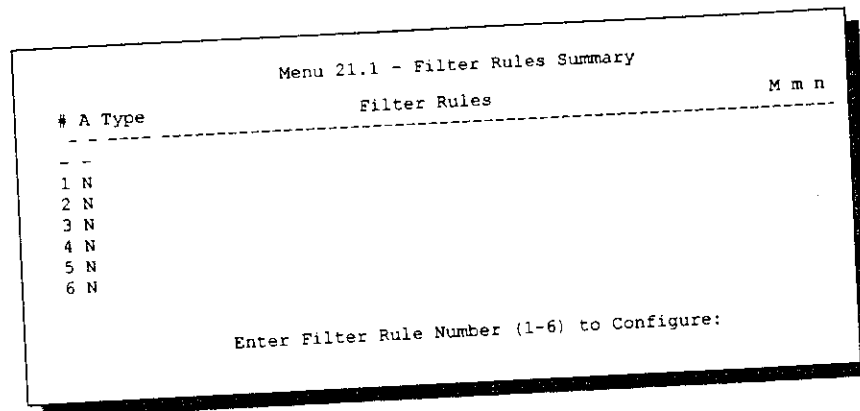 Menu 21.1 - Filter Rules Summary
# A Type Filter Rules M m n
- - ---- --------------------------------------------------------------- - - -
- -
1 N
2 N
3 N
4 N
5 N
6 N
Enter Filter Rule Number (1-6) to Configure: